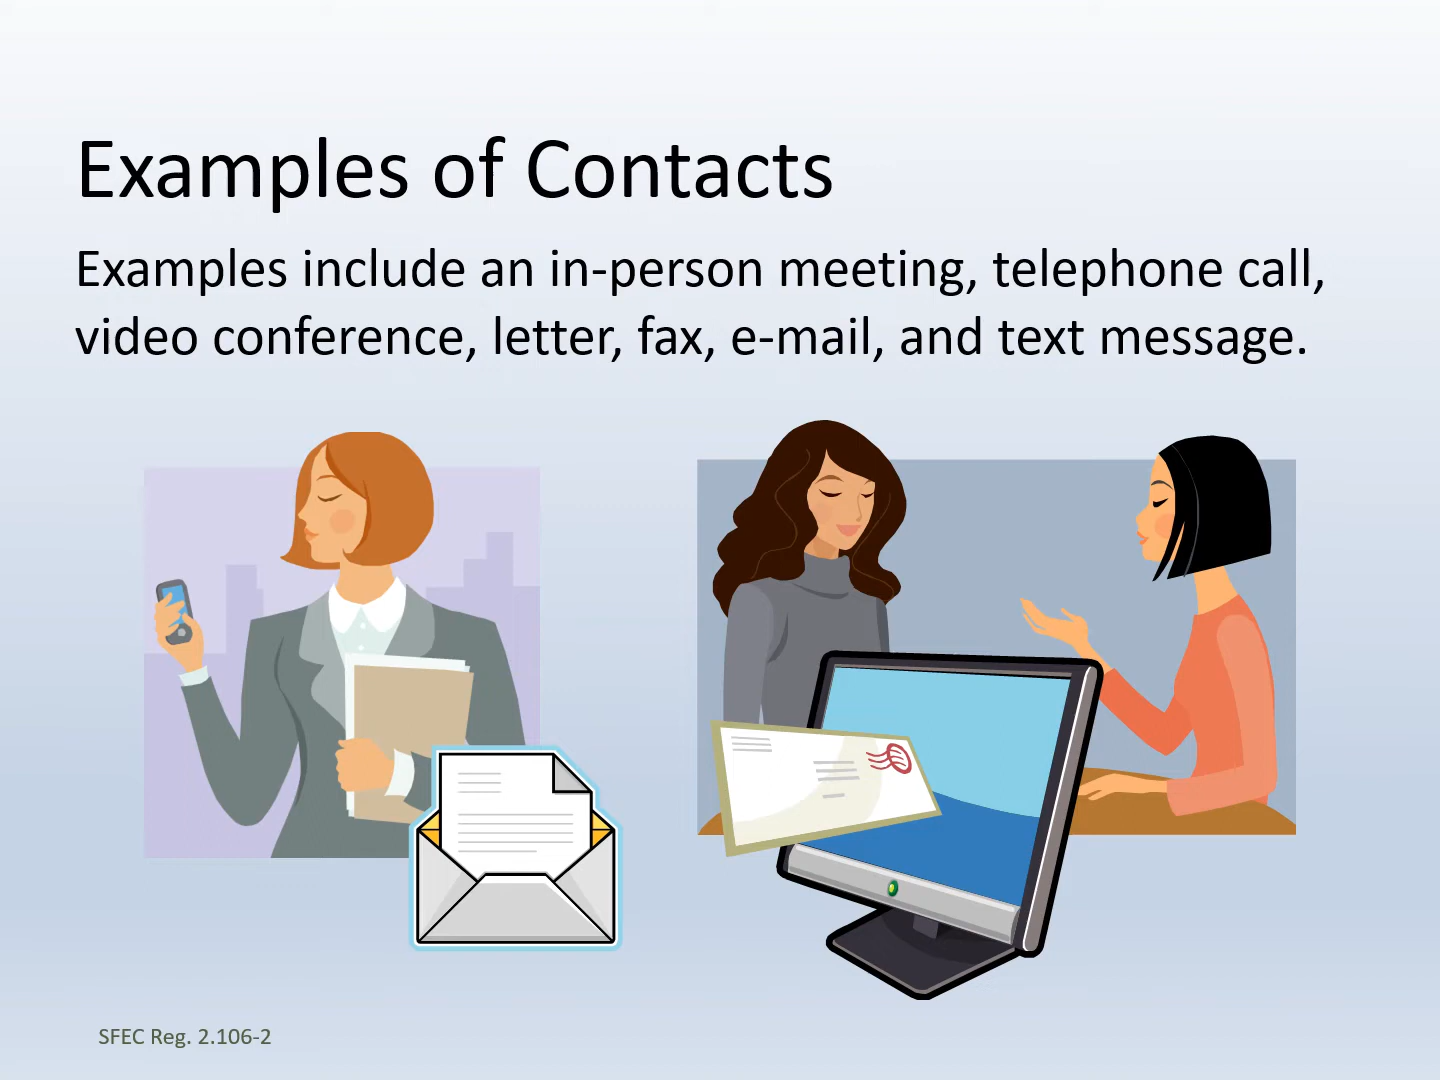 Examples of Contacts
Examples include an in-person meeting, telephone call,
video conference, letter, fax, e-mail, and text message.
SFEC Reg. 2.106-2